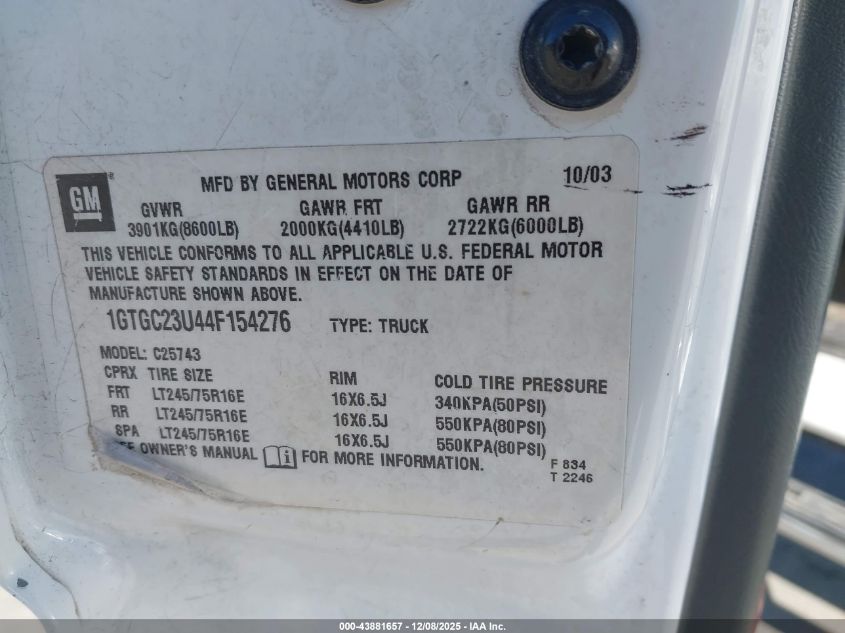 MFD BY GENERAL MOTORS CORP 10/03
GM
GVWR GAWR FRT GAWR RR
3901KG(8600LB) 2000KG(4410LB) 2722KG(6000LB)
THIS VEHICLE CONFORMS TO ALL APPLICABLE U.S. FEDERAL MOTOR
VEHICLE SAFETY STANDARDS IN EFFECT ON THE DATE OF
MANUFACTURE SHOWN ABOVE.
1GTGC23U44F154276 TYPE: TRUCK
MODEL: C25743
CPRX TIRE SIZE RIM COLD TIRE PRESSURE
FRT LT245/75R16E 16X6.5J 340KPA(50PSI)
RR LT245/75R16E 16X6.5J 550KPA(80PSI)
SPA LT245/75R16E 16X6.5J 550KPA(80PSI)
OWNER'S MANUAL FOR MORE INFORMATION.
F 834
T 2246
000-43881657 • 12/08/2025 • IAA Inc.